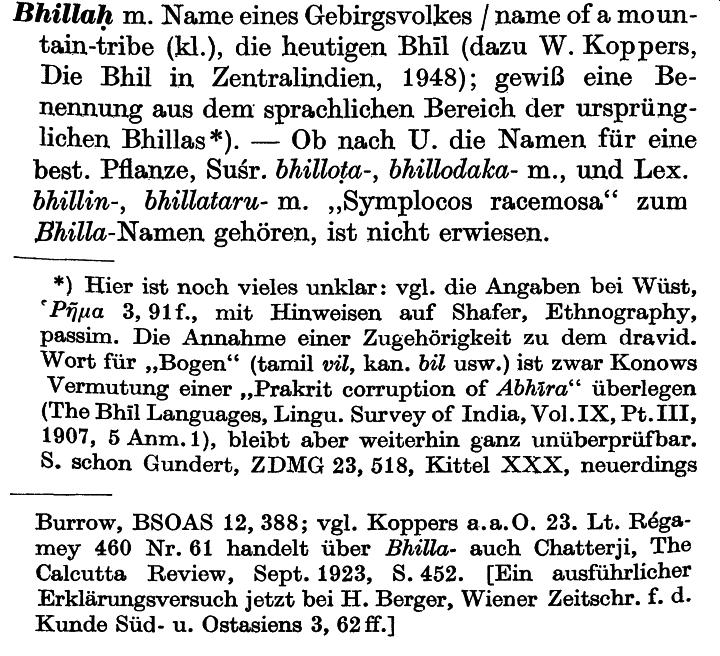 Bhillaḥ m. Name eines Gebirgsvolkes / name of a moun-
tain-tribe (kl.), die heutigen Bhīl (dazu W. Koppers,
Die Bhil in Zentralindien, 1948); gewiß eine Be-
nennung aus dem sprachlichen Bereich der ursprüng-
lichen Bhillas*). — Ob nach U. die Namen für eine
best. Pflanze, Suśr. bhilloṭa-, bhillodaka- m., und Lex.
bhillin-, bhillataru- m. „Symplocos racemosa“ zum
Bhilla-Namen gehören, ist nicht erwiesen.
*) Hier ist noch vieles unklar: vgl. die Angaben bei Wüst,
Ῥῆμα 3, 91f., mit Hinweisen auf Shafer, Ethnography,
passim. Die Annahme einer Zugehörigkeit zu dem dravid.
Wort für „Bogen“ (tamil vil, kan. bil usw.) ist zwar Konows
Vermutung einer „Prakrit corruption of Abhīra“ überlegen
(The Bhīl Languages, Lingu. Survey of India, Vol. IX, Pt. III,
1907, 5 Anm. 1), bleibt aber weiterhin ganz unüberprüfbar.
S. schon Gundert, ZDMG 23, 518, Kittel XXX, neuerdings
Burrow, BSOAS 12, 388; vgl. Koppers a.a.O. 23. Lt. Réga-
mey 460 Nr. 61 handelt über Bhilla- auch Chatterji, The
Calcutta Review, Sept. 1923, S. 452. [Ein ausführlicher
Erklärungsversuch jetzt bei H. Berger, Wiener Zeitschr. f. d.
Kunde Süd- u. Ostasiens 3, 62ff.]